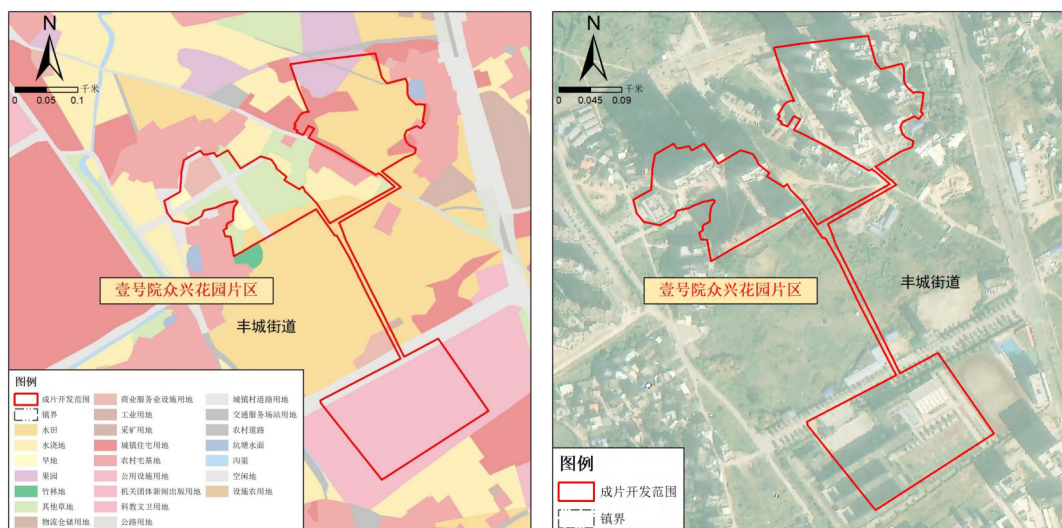 N
0 0.05 0.1 千米
壹号院众兴花园片区
丰城街道
图例
成片开发范围 商业服务业设施用地 城镇村道路用地
镇界 工业用地 交通服务场站用地
水田 采矿用地 农村道路
水浇地 城镇住宅用地 坑塘水面
旱地 农村宅基地 沟渠
果园 公用设施用地 空闲地
竹林地 机关团体新闻出版用地 设施农用地
其他草地 科教文卫用地
物流仓储用地 公路用地
N
0 0.045 0.09 千米
壹号院众兴花园片区
丰城街道
图例
成片开发范围
镇界